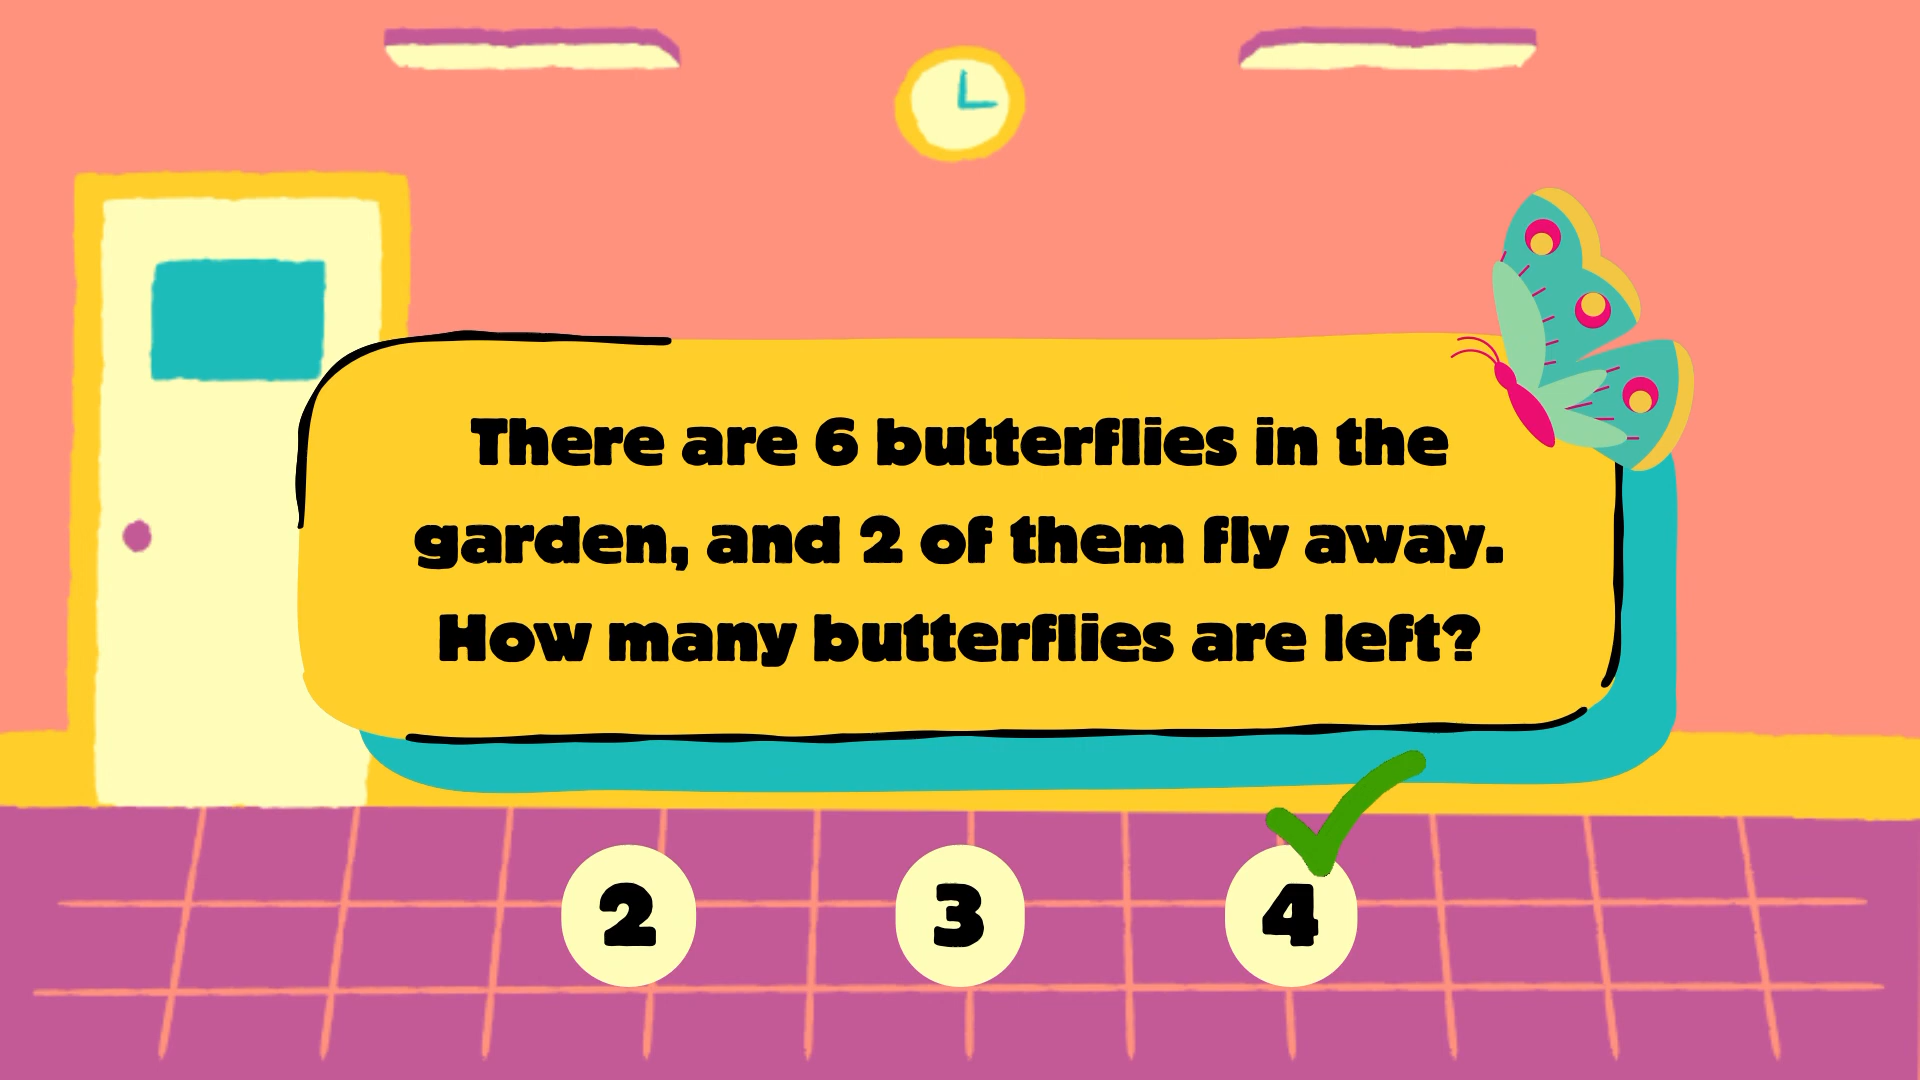 There are 6 butterflies in the
garden, and 2 of them fly away.
How many butterflies are left?
2 3 4